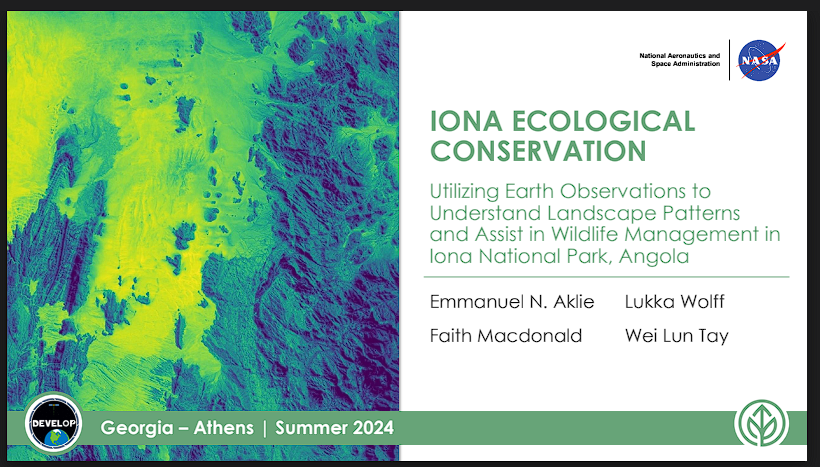 National Aeronautics and
Space Administration
NASA
IONA ECOLOGICAL
CONSERVATION
Utilizing Earth Observations to
Understand Landscape Patterns
and Assist in Wildlife Management in
Iona National Park, Angola
Emmanuel N. Aklie
Lukka Wolff
Faith Macdonald
Wei Lun Tay
DEVELOP
Georgia – Athens | Summer 2024